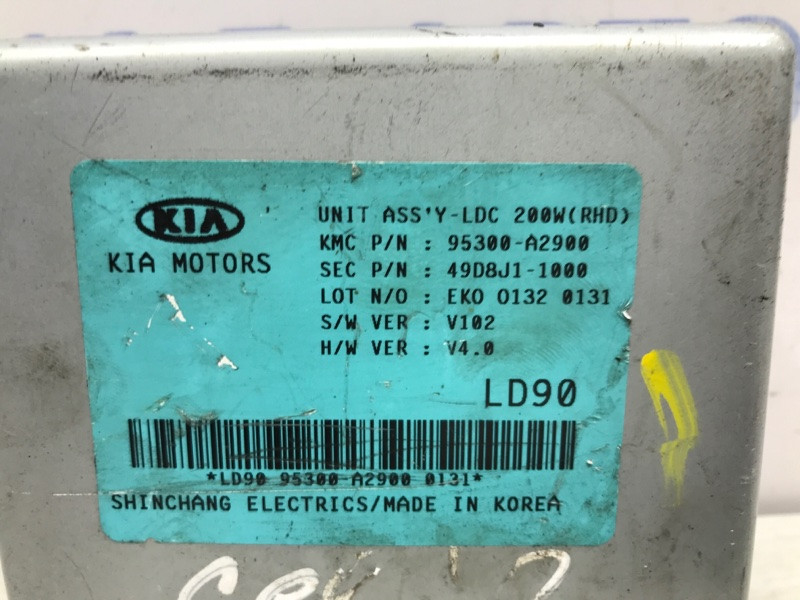 KIA
KIA MOTORS
UNIT ASS'Y-LDC 200W(RHD)
KMC P/N : 95300-A2900
SEC P/N : 49D8J1-1000
LOT N/O : EKO 0132 0131
S/W VER : V102
H/W VER : V4.0
LD90
*LD90 95300-A2900 0131*
SHINCHANG ELECTRICS/MADE IN KOREA